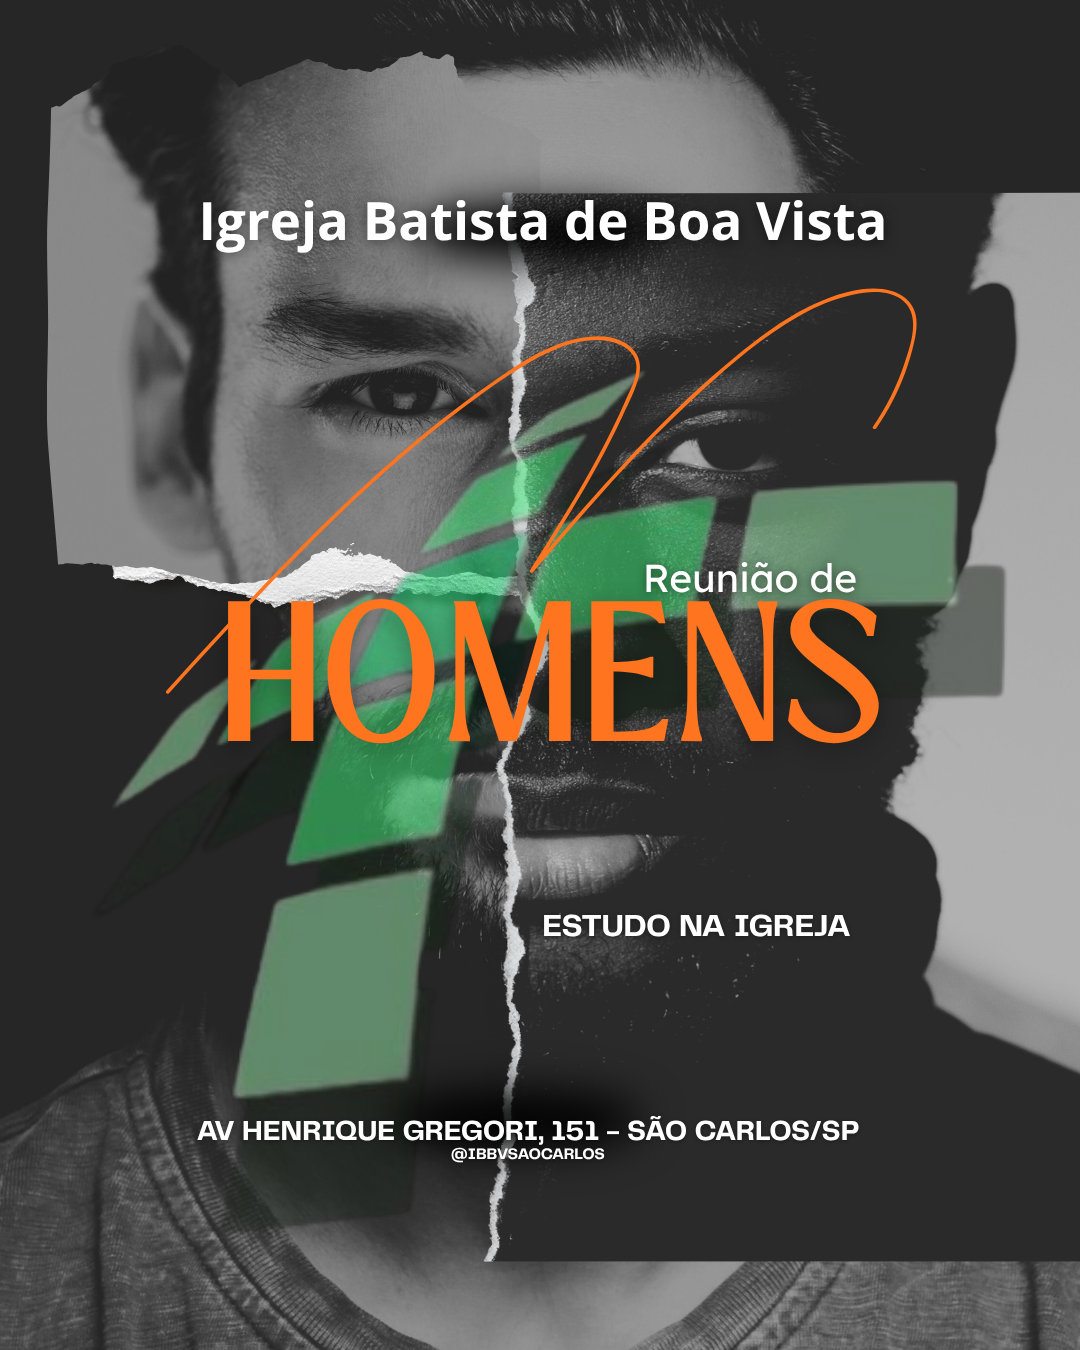 Igreja Batista de Boa Vista
Reunião de
HOMENS
ESTUDO NA IGREJA
AV HENRIQUE GREGORI, 151 - SÃO CARLOS/SP
@IBBVSAOCARLOS